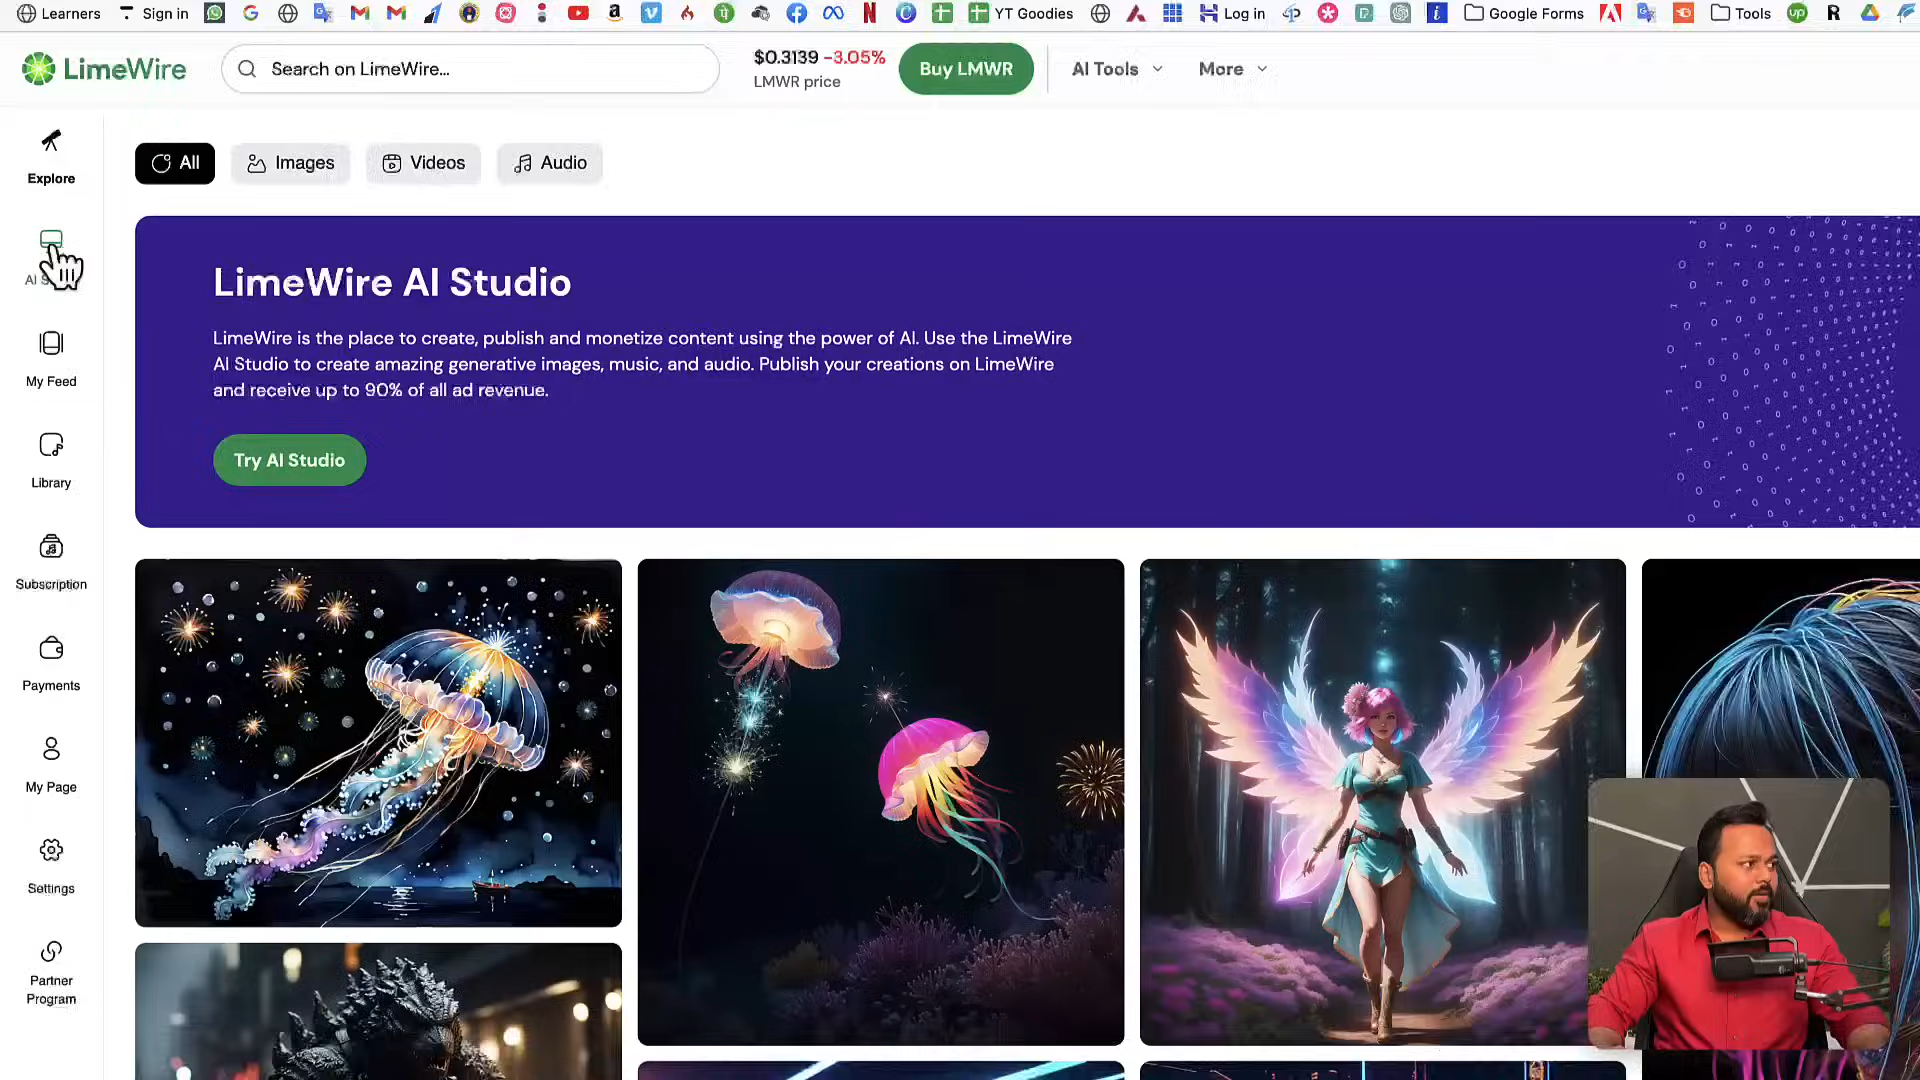 Learners Sign in YT Goodies Log in Google Forms Tools
LimeWire
Search on LimeWire...
$0.3139 -3.05%
LMWR price
Buy LMWR
AI Tools
More
Explore
My Feed
Library
Subscription
Payments
My Page
Settings
Partner
Program
All
Images
Videos
Audio
LimeWire AI Studio
LimeWire is the place to create, publish and monetize content using the power of AI. Use the LimeWire
AI Studio to create amazing generative images, music, and audio. Publish your creations on LimeWire
and receive up to 90% of all ad revenue.
Try AI Studio